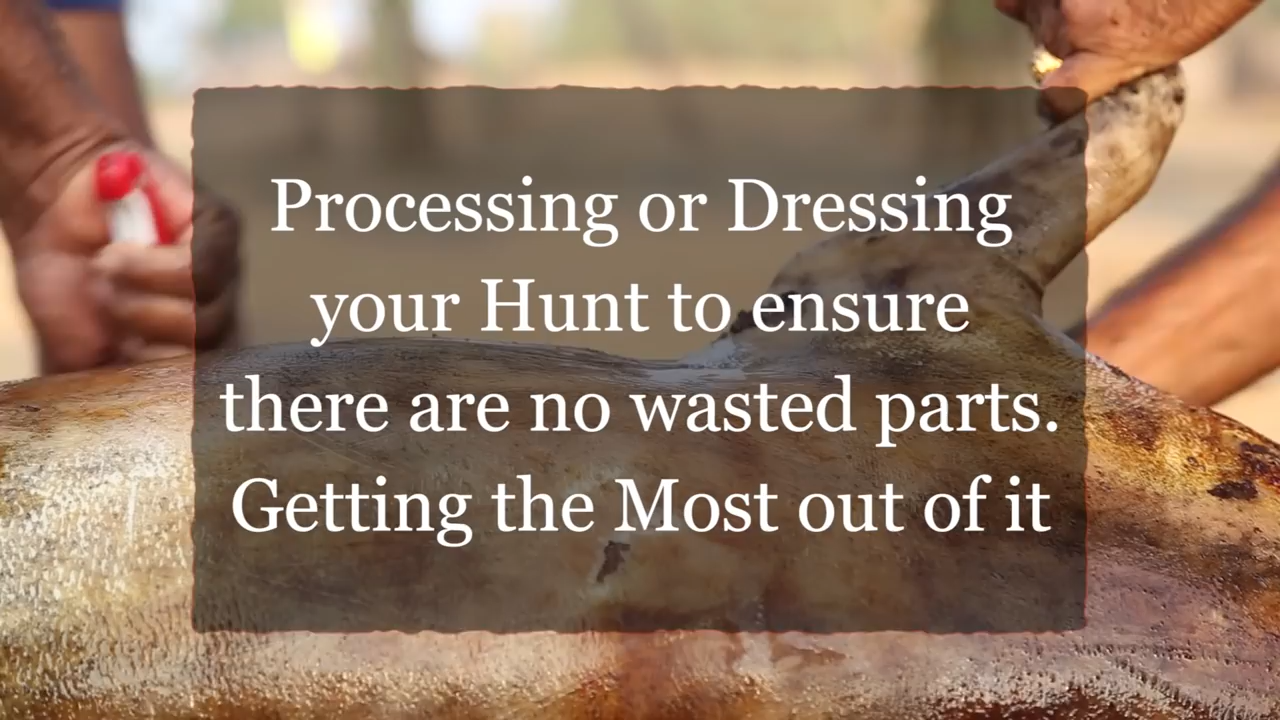 Processing or Dressing
your Hunt to ensure
there are no wasted parts.
Getting the Most out of it